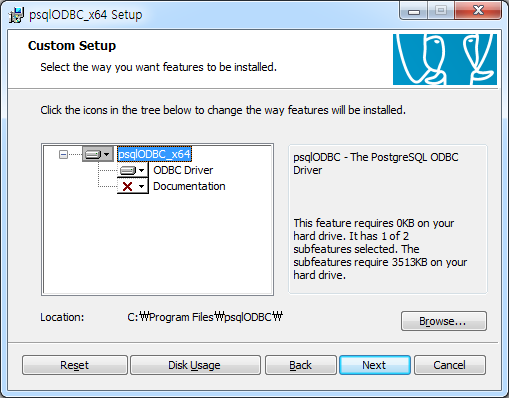 psqlODBC_x64 Setup
Custom Setup
Select the way you want features to be installed.
Click the icons in the tree below to change the way features will be installed.
psqlODBC_x64
ODBC Driver
Documentation
psqlODBC - The PostgreSQL ODBC
Driver
This feature requires 0KB on your
hard drive. It has 1 of 2
subfeatures selected. The
subfeatures require 3513KB on your
hard drive.
Location: C:₩Program Files₩psqlODBC₩
Browse...
Reset Disk Usage Back Next Cancel